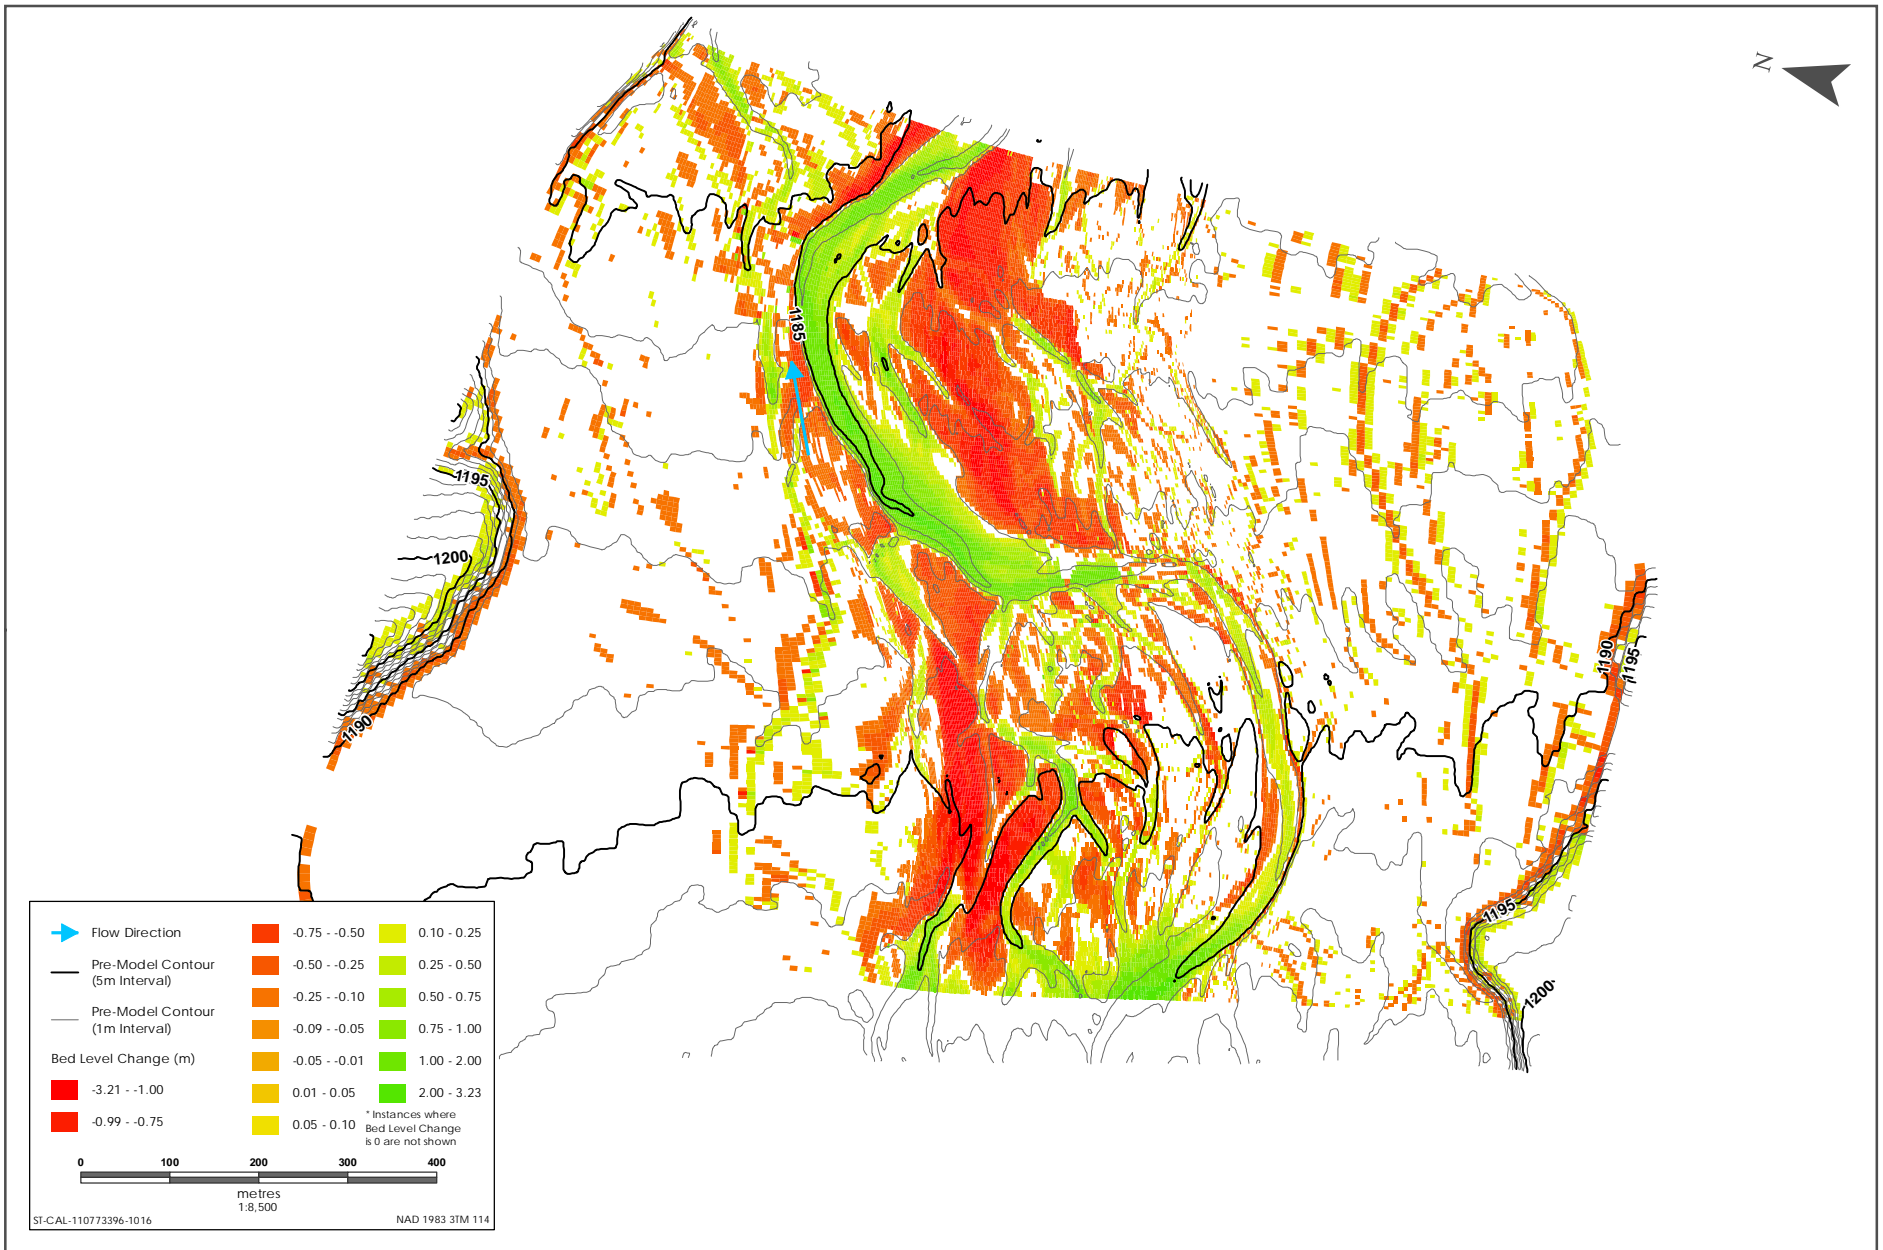 N
1185
1195
1200
1190
1190
1195
1195
1200
Flow Direction
Pre-Model Contour
(5m Interval)
Pre-Model Contour
(1m Interval)
Bed Level Change (m)
-3.21 - -1.00
-0.99 - -0.75
-0.75 - -0.50
-0.50 - -0.25
-0.25 - -0.10
-0.09 - -0.05
-0.05 - -0.01
0.01 - 0.05
0.05 - 0.10
0.10 - 0.25
0.25 - 0.50
0.50 - 0.75
0.75 - 1.00
1.00 - 2.00
2.00 - 3.23
* Instances where
Bed Level Change
is 0 are not shown
0 100 200 300 400
metres
1:8,500
ST-CAL-110773396-1016 NAD 1983 3TM 114